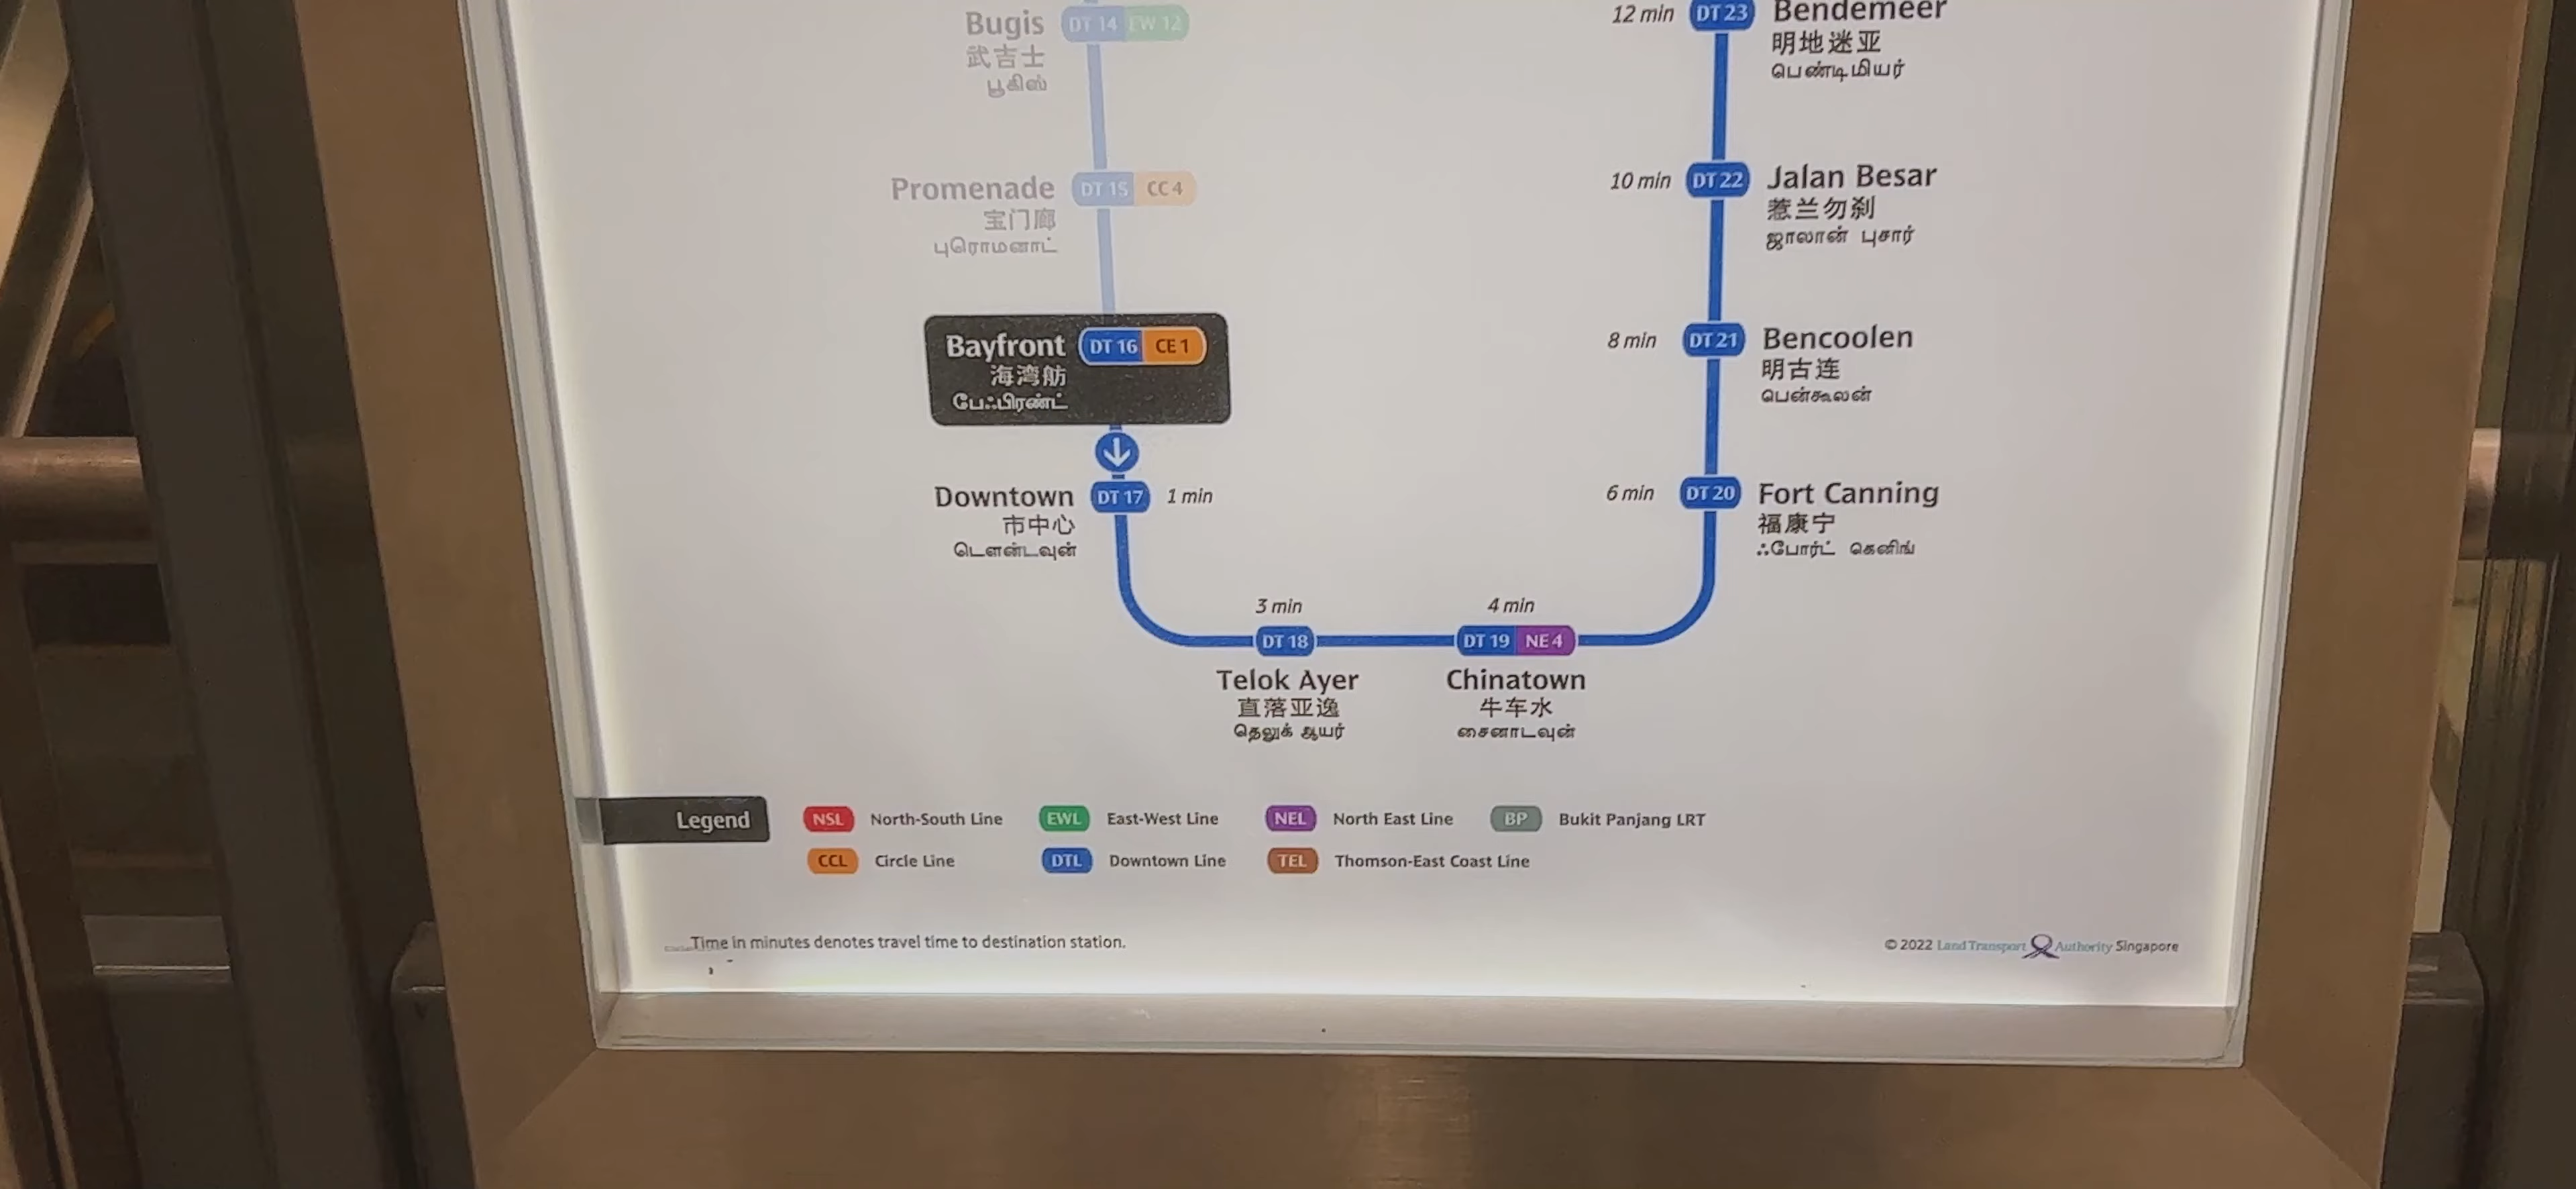 Bugis DT 14 EW 12
武吉士
பூகிஸ்
Promenade DT 15 CC 4
宝门廊
புரொமனாட்
Bayfront DT 16 CE 1
海湾舫
பேஃபிரண்ட்
Downtown DT 17 1 min
市中心
டௌன்டவுன்
3 min
DT 18
Telok Ayer
直落亚逸
தெலுக் ஆயர்
4 min
DT 19 NE 4
Chinatown
牛车水
சைனாடவுன்
6 min DT 20 Fort Canning
福康宁
ஃபோர்ட் கெனிங்
8 min DT 21 Bencoolen
明古连
பென்கூலன்
10 min DT 22 Jalan Besar
惹兰勿刹
ஜாலான் புசார்
12 min DT 23 Bendemeer
明地迷亚
பெண்டிமியர்
Legend
NSL North-South Line EWL East-West Line NEL North East Line BP Bukit Panjang LRT
CCL Circle Line DTL Downtown Line TEL Thomson-East Coast Line
Time in minutes denotes travel time to destination station.
© 2022 Land Transport Authority Singapore